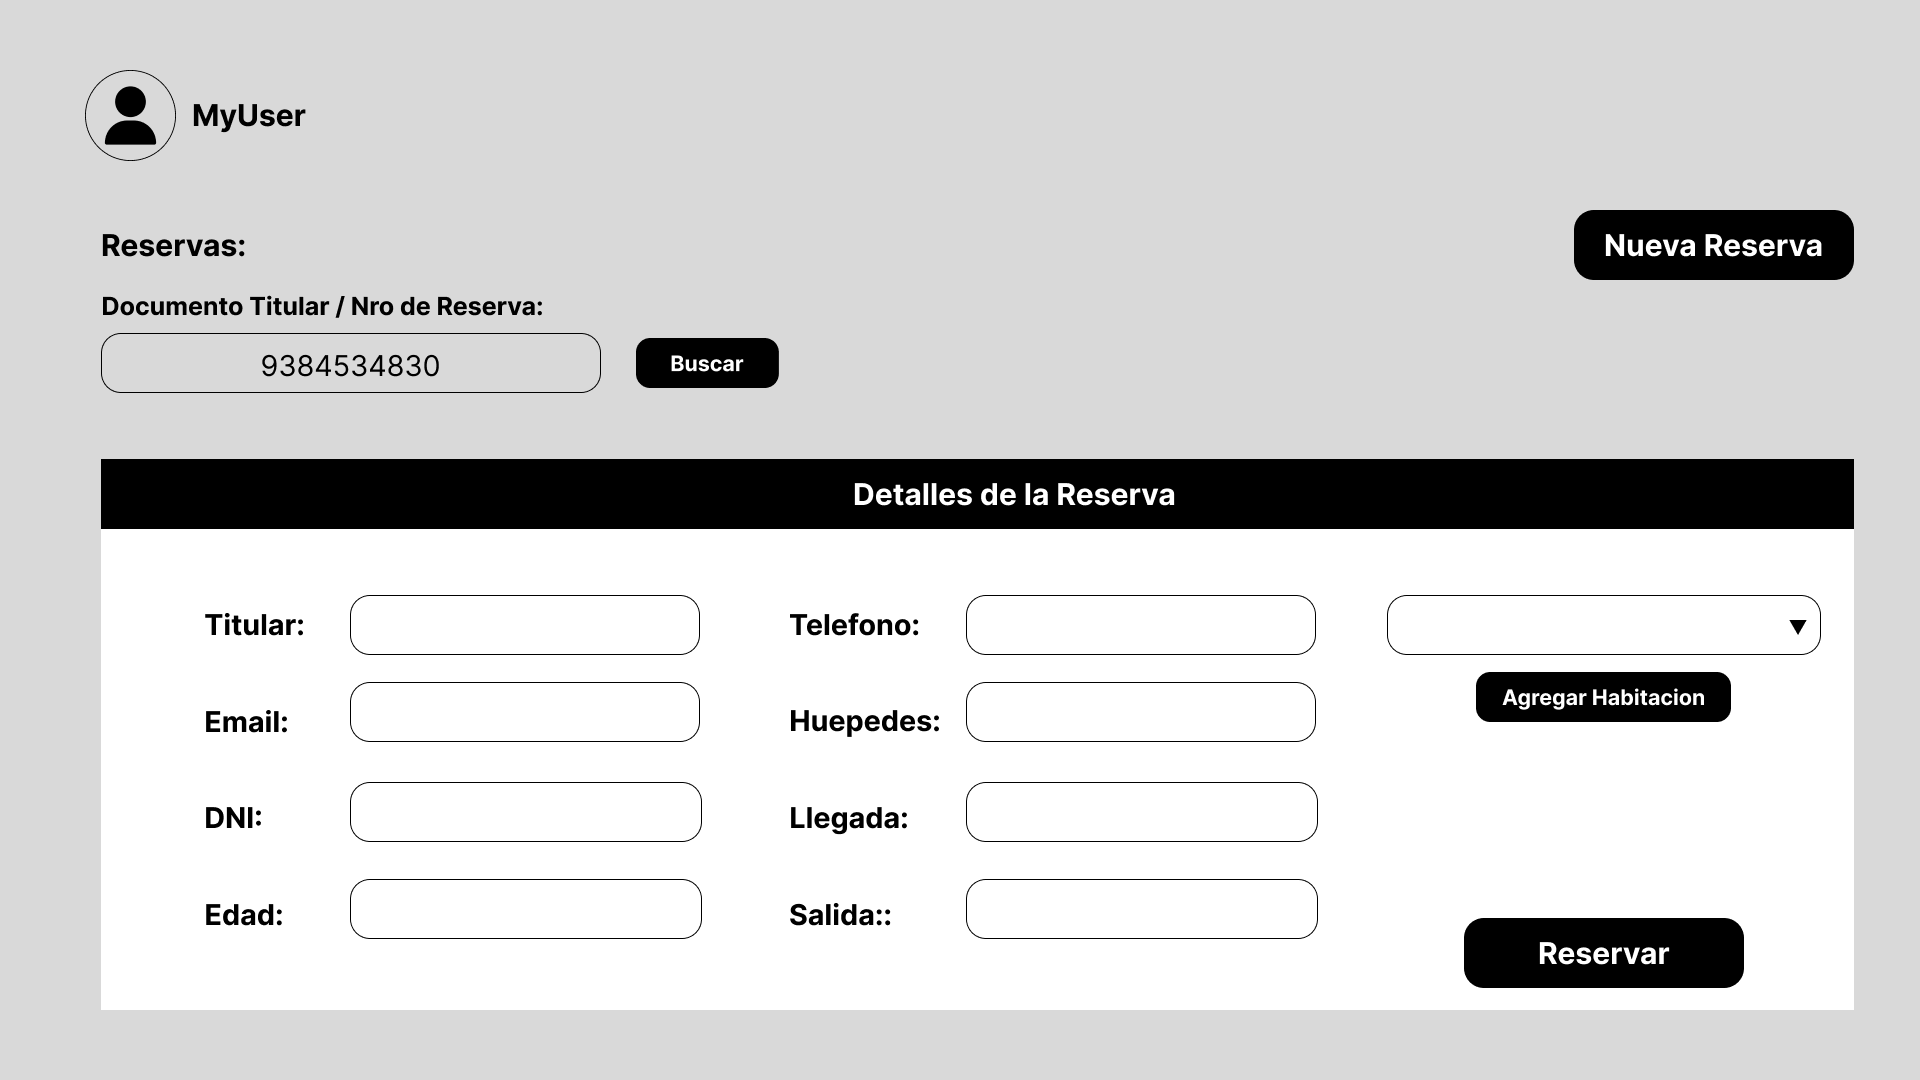 MyUser
Reservas:
Nueva Reserva
Documento Titular / Nro de Reserva:
9384534830
Buscar
Detalles de la Reserva
Titular:
Telefono:
Email:
Huepedes:
Agregar Habitacion
DNI:
Llegada:
Edad:
Salida::
Reservar